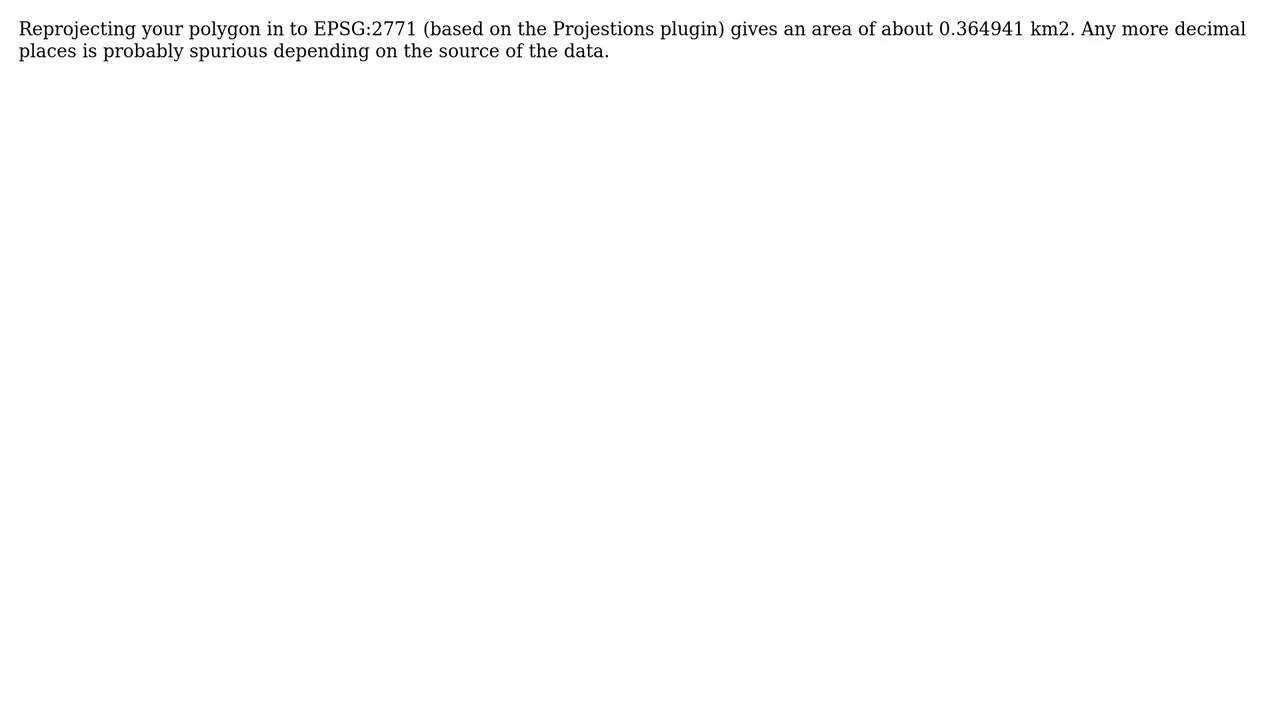 Reprojecting your polygon in to EPSG:2771 (based on the Projestions plugin) gives an area of about 0.364941 km2. Any more decimal
places is probably spurious depending on the source of the data.